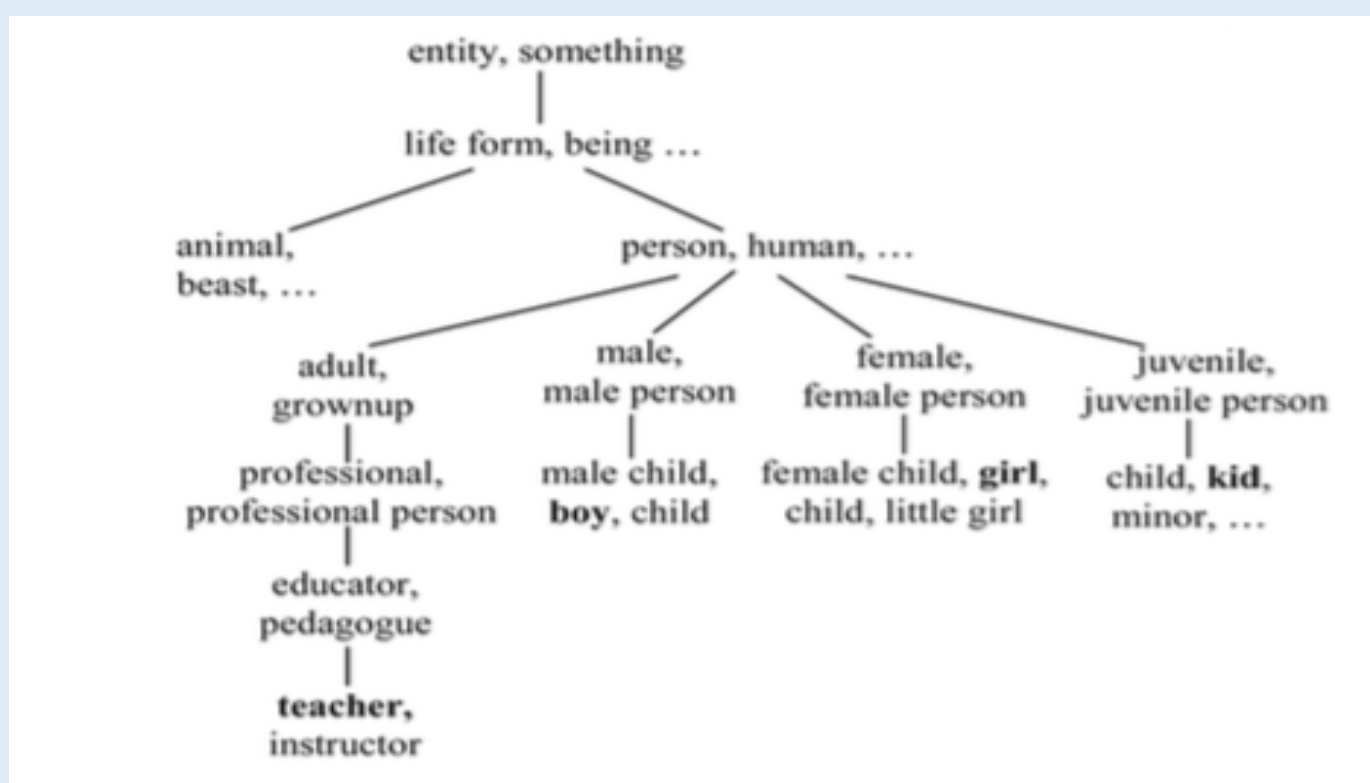 entity, something
life form, being …
animal,
beast, …
person, human, …
adult,
grownup
male,
male person
female,
female person
juvenile,
juvenile person
professional,
professional person
male child,
boy, child
female child, girl,
child, little girl
child, kid,
minor, …
educator,
pedagogue
teacher,
instructor